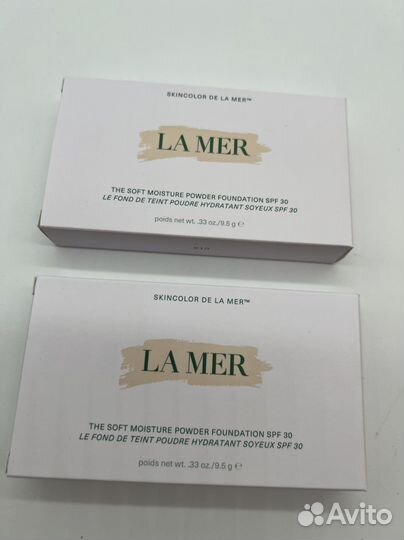 SKINCOLOR DE LA MER™
LA MER
THE SOFT MOISTURE POWDER FOUNDATION SPF 30
LE FOND DE TEINT POUDRE HYDRATANT SOYEUX SPF 30
poids net wt. .33 oz./9.5 g ℮
SKINCOLOR DE LA MER™
LA MER
THE SOFT MOISTURE POWDER FOUNDATION SPF 30
LE FOND DE TEINT POUDRE HYDRATANT SOYEUX SPF 30
poids net wt. .33 oz./9.5 g ℮
Avito